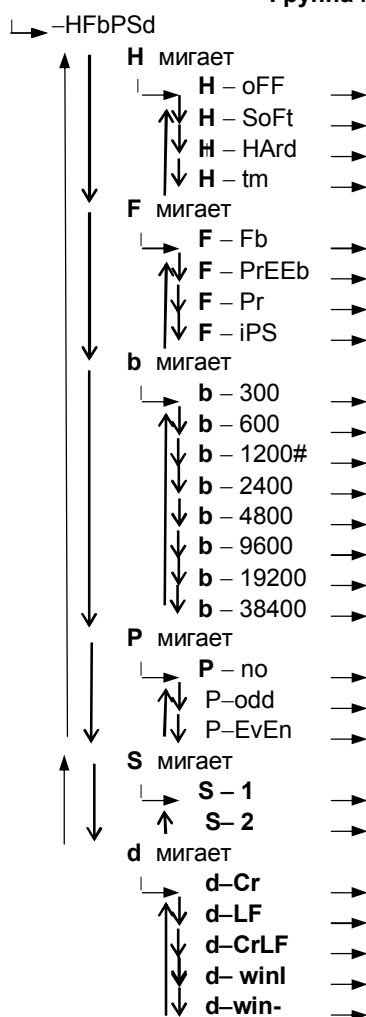 –HFbPSd
H мигает
H – oFF
H – SoFt
H – HArd
H – tm
F мигает
F – Fb
F – PrEEb
F – Pr
F – iPS
b мигает
b – 300
b – 600
b – 1200#
b – 2400
b – 4800
b – 9600
b – 19200
b – 38400
P мигает
P – no
P–odd
P–EvEn
S мигает
S – 1
S– 2
d мигает
d–Cr
d–LF
d–CrLF
d– winI
d–win-